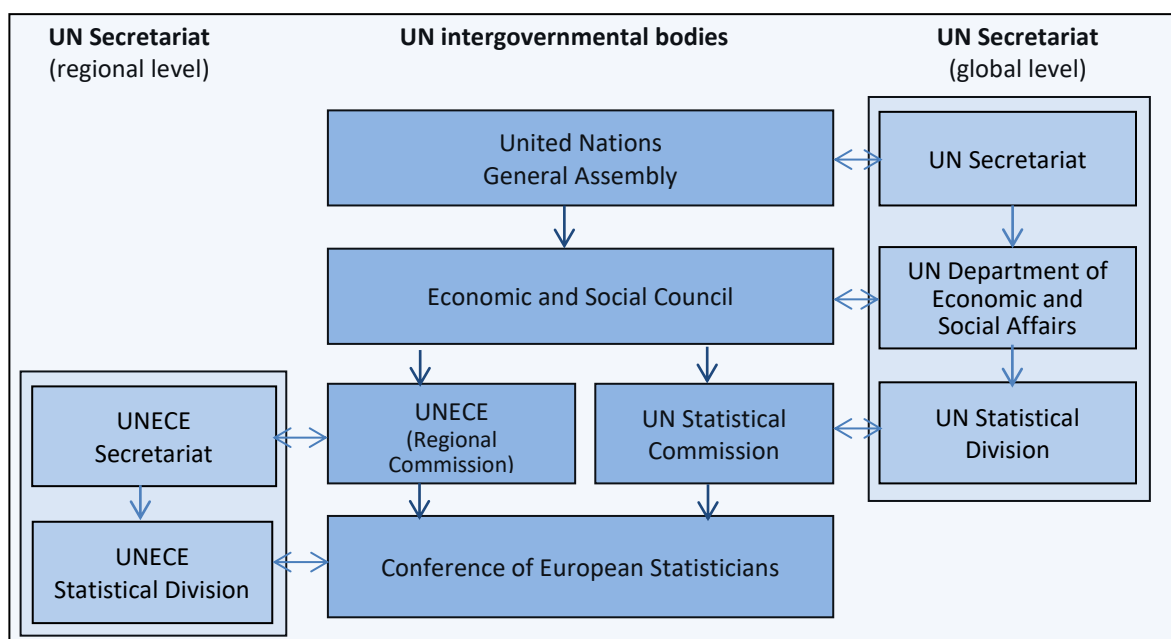 UN Secretariat
(regional level)
UN intergovernmental bodies
UN Secretariat
(global level)
United Nations
General Assembly
UN Secretariat
Economic and Social Council
UN Department of
Economic and
Social Affairs
UNECE
Secretariat
UNECE
(Regional
Commission)
UN Statistical
Commission
UN Statistical
Division
UNECE
Statistical Division
Conference of European Statisticians